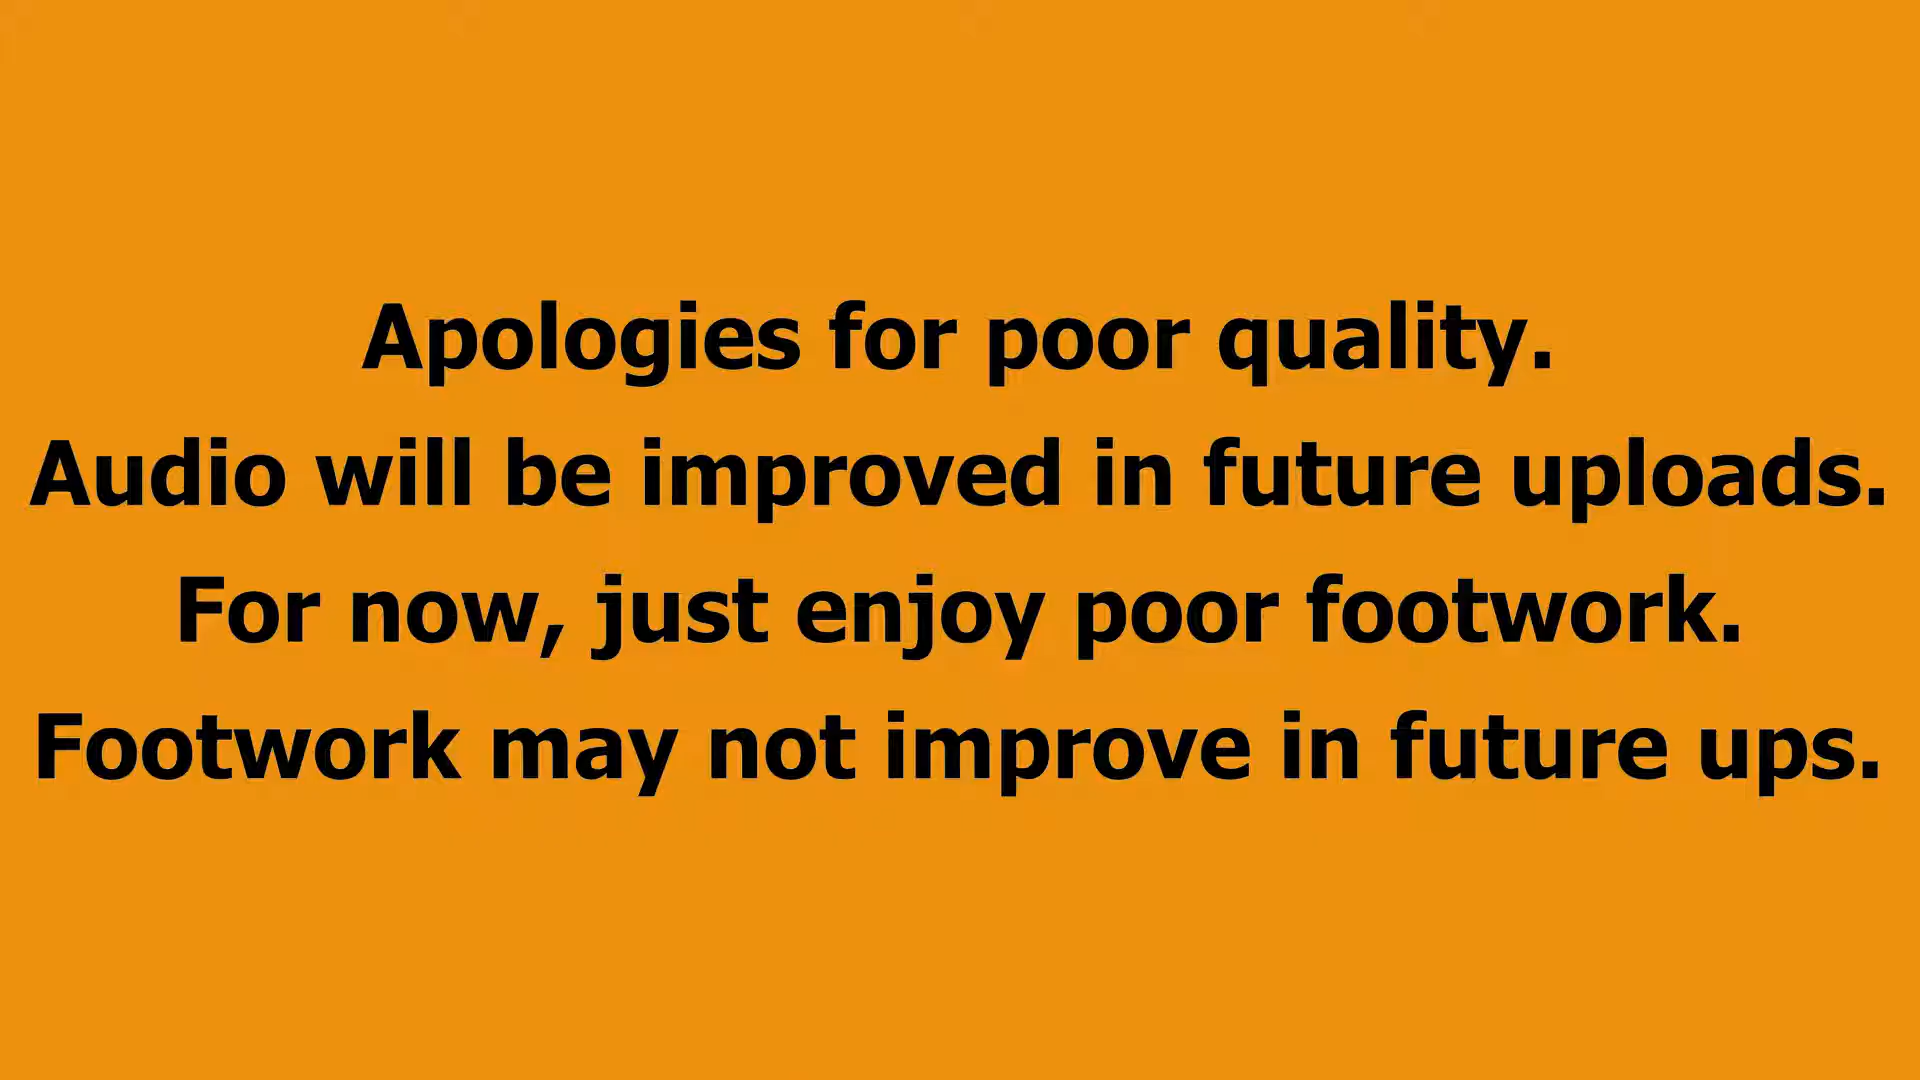 Apologies for poor quality.
Audio will be improved in future uploads.
For now, just enjoy poor footwork.
Footwork may not improve in future ups.